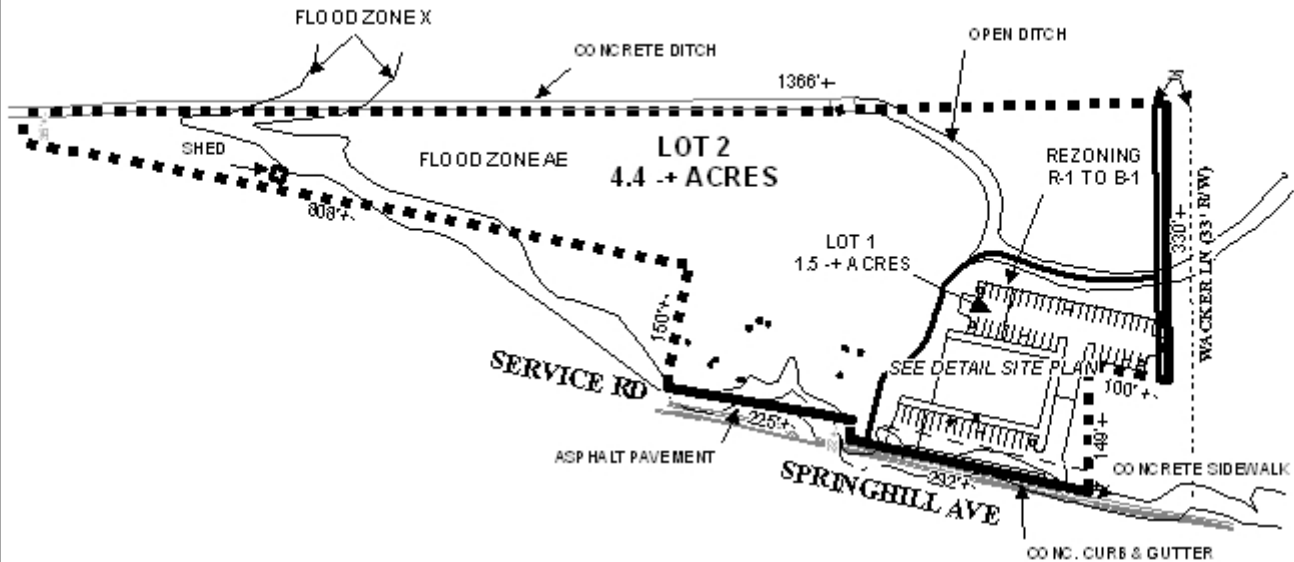 FLOOD ZONE X
CONCRETE DITCH
OPEN DITCH
1366'+-
SHED
FLOOD ZONE AE
LOT 2
4.4 -+ ACRES
REZONING
R-1 TO B-1
808'+-
LOT 1
1.5 -+ ACRES
330'+-
WACKER LN (33' R/W)
150'+-
SERVICE RD
SEE DETAIL SITE PLAN
100'+-
225'+-
149'+-
ASPHALT PAVEMENT
292'+-
SPRINGHILL AVE
CONCRETE SIDEWALK
CONC. CURB & GUTTER